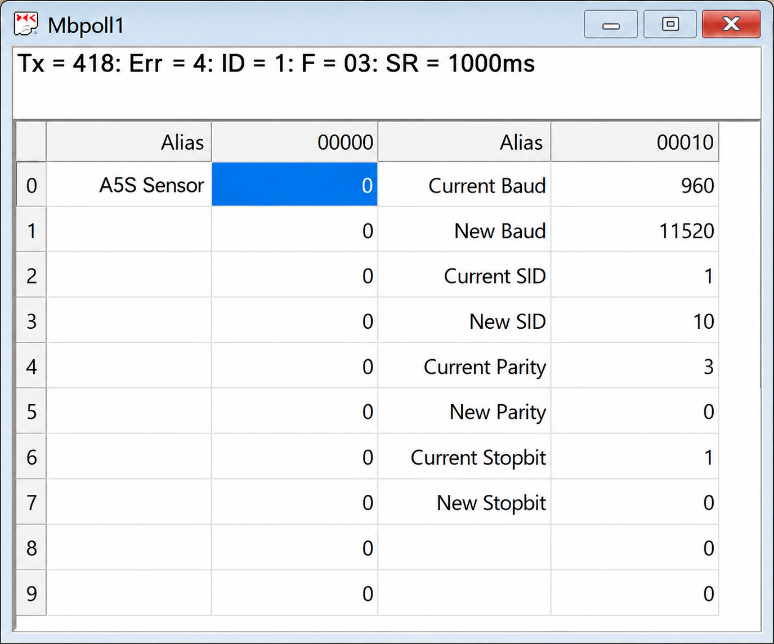 Mbpoll1
Tx = 418: Err = 4: ID = 1: F = 03: SR = 1000ms
Alias 00000 Alias 00010
0 A5S Sensor 0 Current Baud 960
1 0 New Baud 11520
2 0 Current SID 1
3 0 New SID 10
4 0 Current Parity 3
5 0 New Parity 0
6 0 Current Stopbit 1
7 0 New Stopbit 0
8 0 0
9 0 0